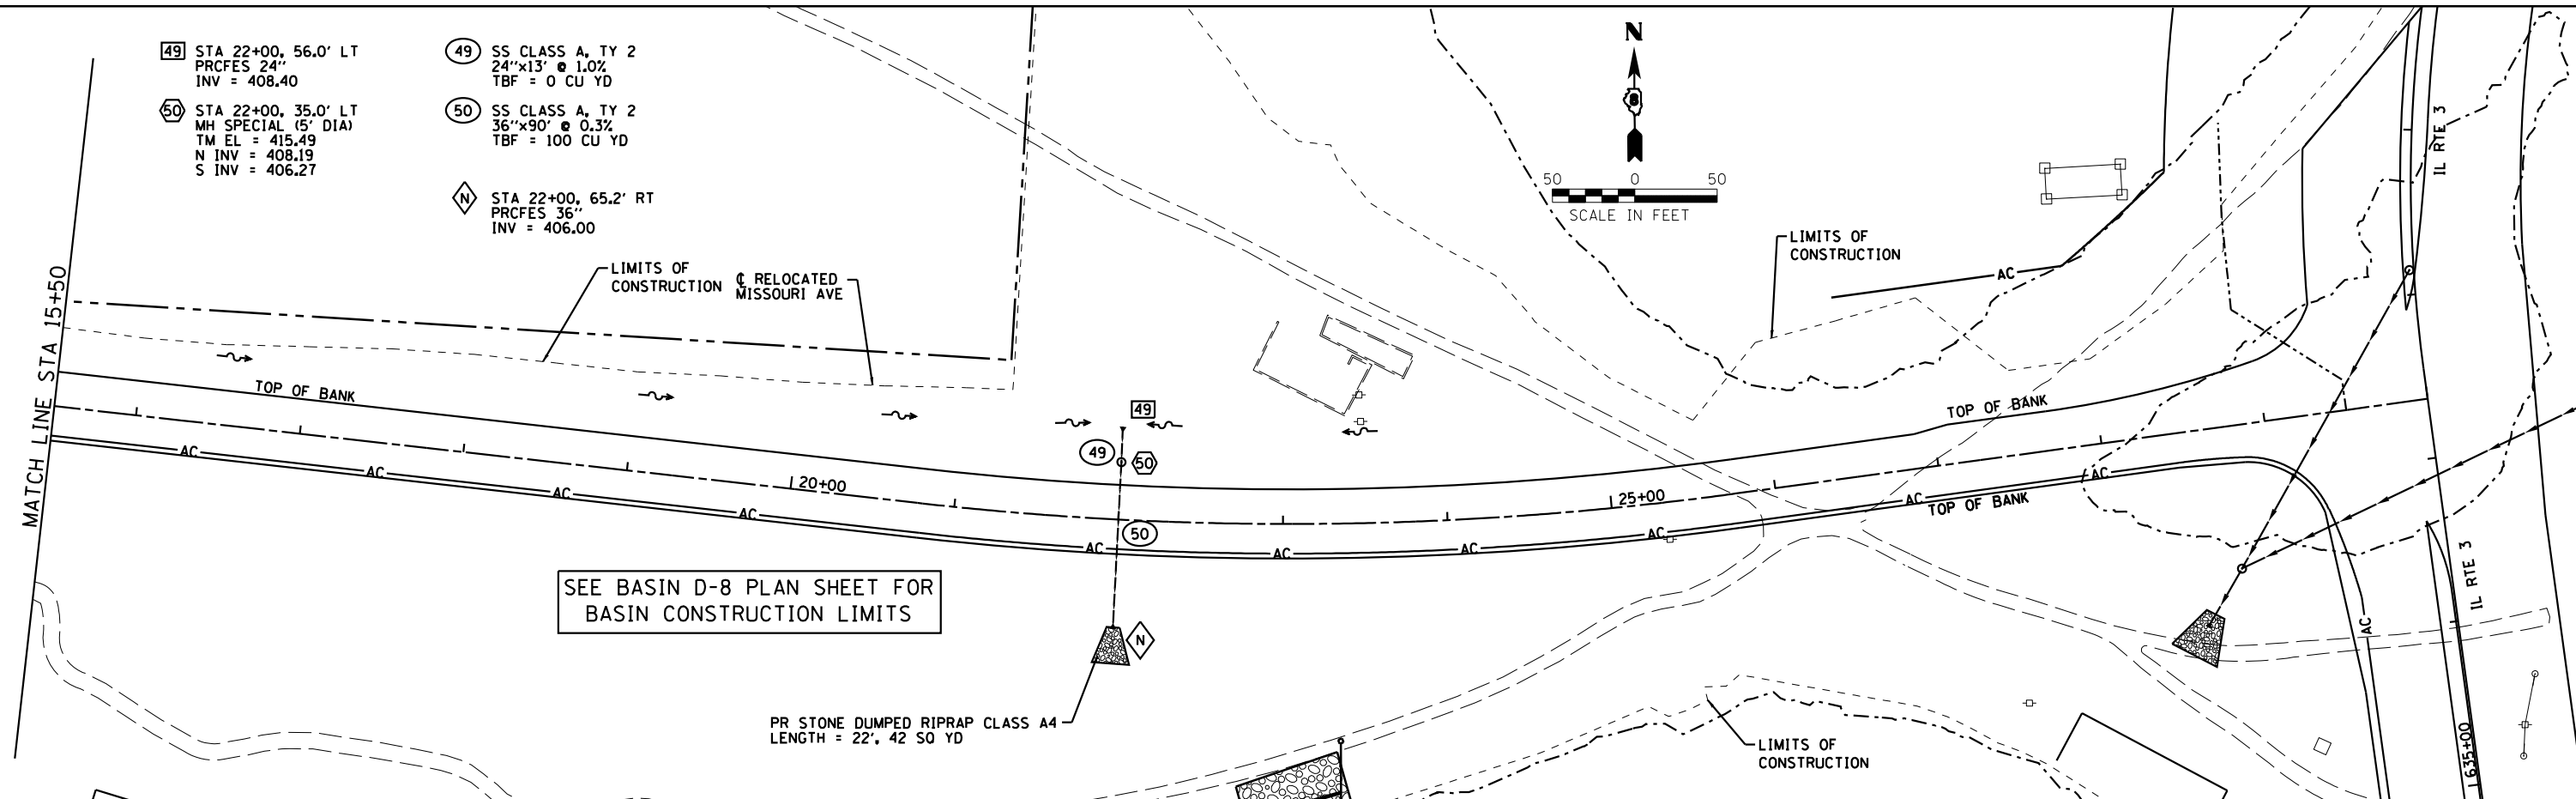 49 STA 22+00, 56.0' LT
PRCFES 24"
INV = 408.40
50 STA 22+00, 35.0' LT
MH SPECIAL (5' DIA)
TM EL = 415.49
N INV = 408.19
S INV = 406.27
49 SS CLASS A, TY 2
24"x13' @ 1.0%
TBF = 0 CU YD
50 SS CLASS A, TY 2
36"x90' @ 0.3%
TBF = 100 CU YD
N STA 22+00, 65.2' RT
PRCFES 36"
INV = 406.00
N
8
50 0 50
SCALE IN FEET
IL RTE 3
LIMITS OF
CONSTRUCTION
℄ RELOCATED
MISSOURI AVE
LIMITS OF
CONSTRUCTION
AC
MATCH LINE STA 15+50
TOP OF BANK
TOP OF BANK
49
49
50
AC
AC
AC
AC
20+00
25+00
50
AC
AC
AC
AC
AC
AC
TOP OF BANK
SEE BASIN D-8 PLAN SHEET FOR
BASIN CONSTRUCTION LIMITS
N
IL RTE 3
AC
PR STONE DUMPED RIPRAP CLASS A4
LENGTH = 22', 42 SQ YD
LIMITS OF
CONSTRUCTION
635+00